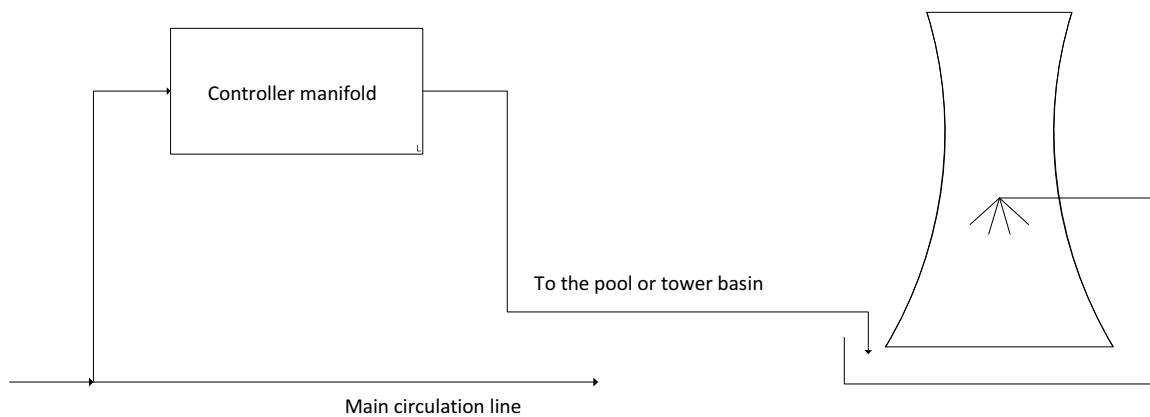 Controller manifold
L
To the pool or tower basin
Main circulation line